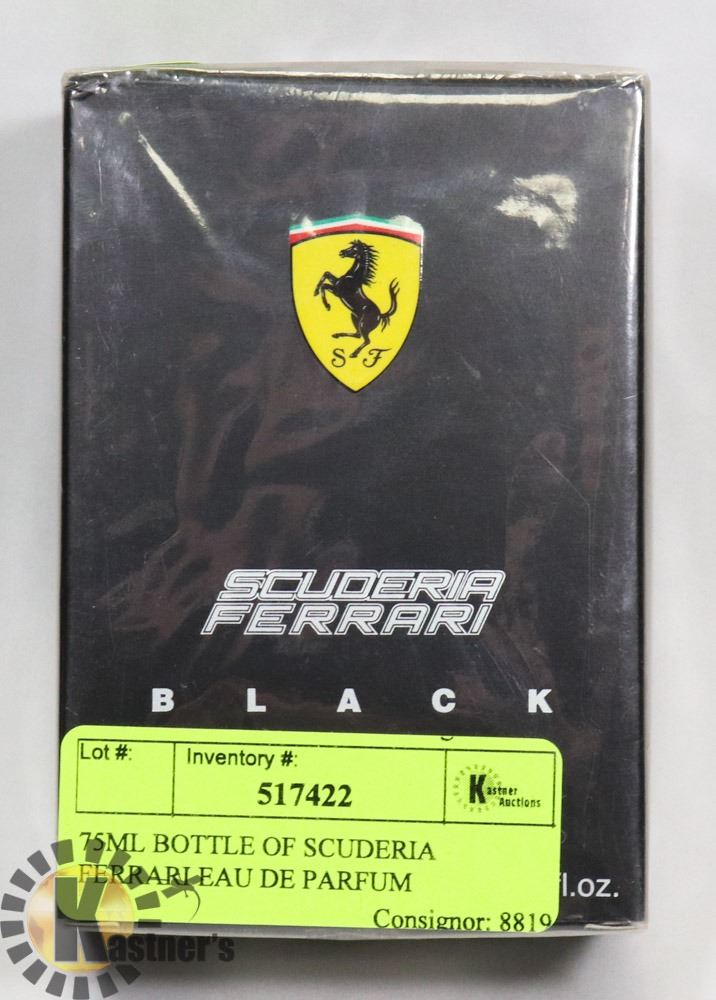 S F
SCUDERIA
FERRARI
BLACK
Lot #:
Inventory #:
517422
Kastner
Auctions
75ML BOTTLE OF SCUDERIA
FERRARI EAU DE PARFUM
fl.oz.
Consignor: 8819
Kastner's